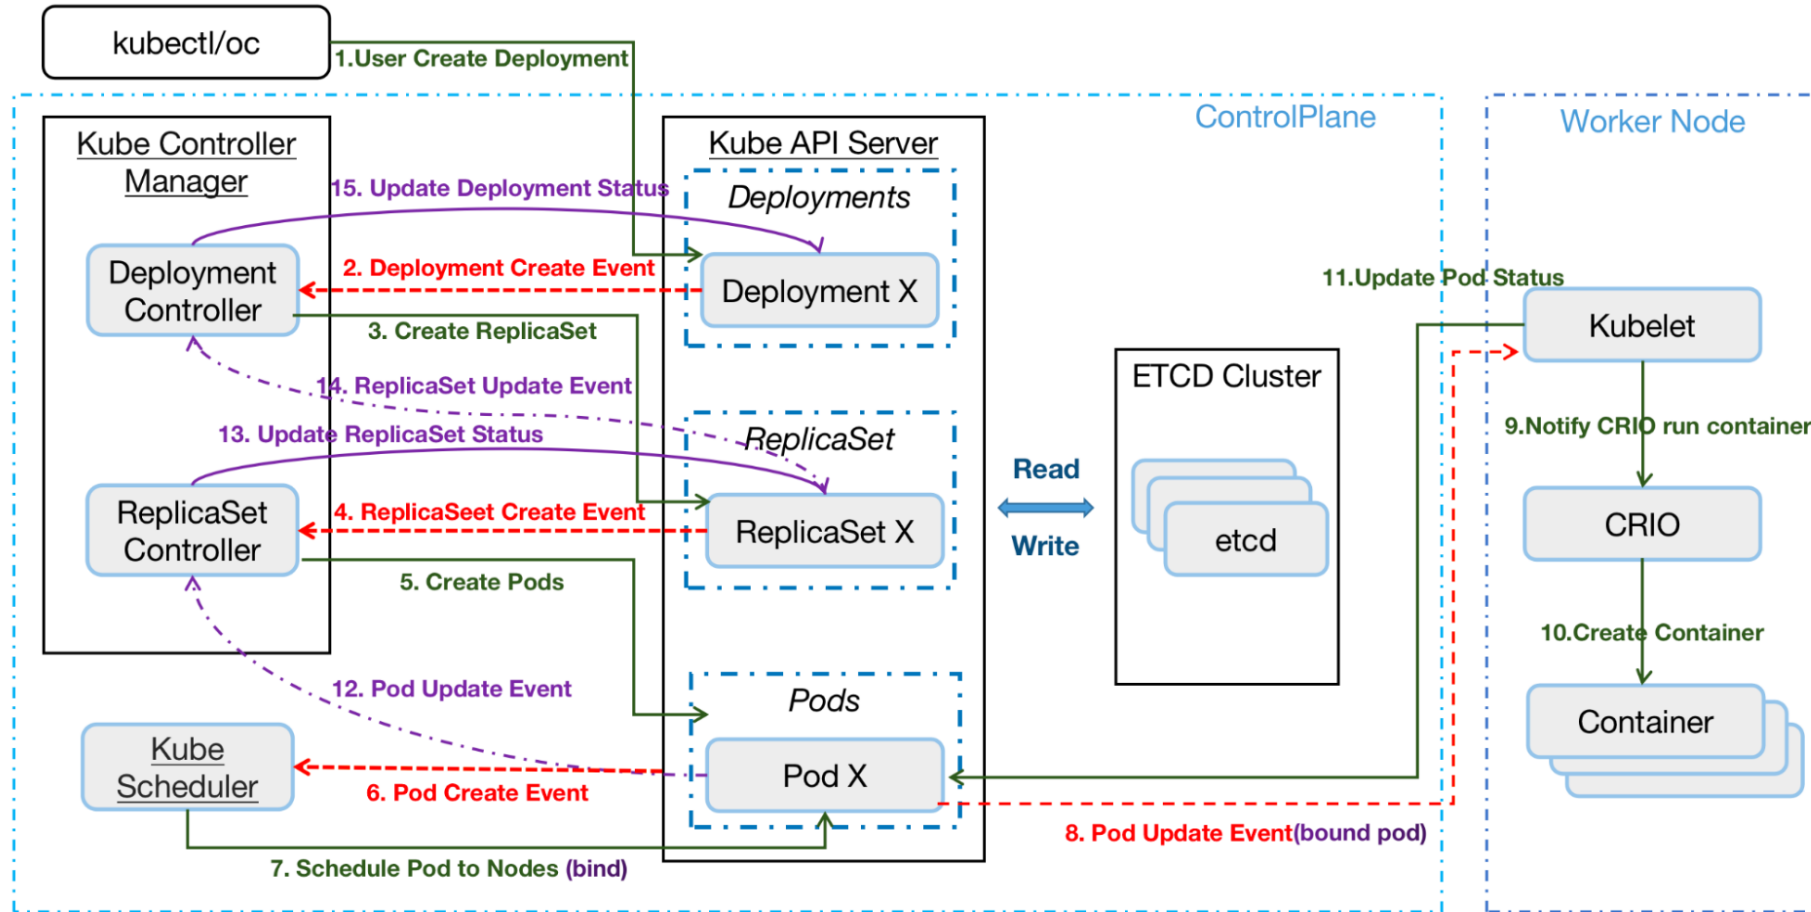 kubectl/oc
1.User Create Deployment
ControlPlane
Worker Node
Kube Controller
Manager
Kube API Server
15. Update Deployment Status
Deployments
Deployment
Controller
2. Deployment Create Event
Deployment X
3. Create ReplicaSet
11.Update Pod Status
Kubelet
14. ReplicaSet Update Event
ETCD Cluster
13. Update ReplicaSet Status
ReplicaSet
9.Notify CRIO run container
Read
Write
ReplicaSet
Controller
4. ReplicaSeet Create Event
ReplicaSet X
etcd
CRIO
5. Create Pods
10.Create Container
12. Pod Update Event
Pods
Container
Kube
Scheduler
6. Pod Create Event
Pod X
8. Pod Update Event(bound pod)
7. Schedule Pod to Nodes (bind)